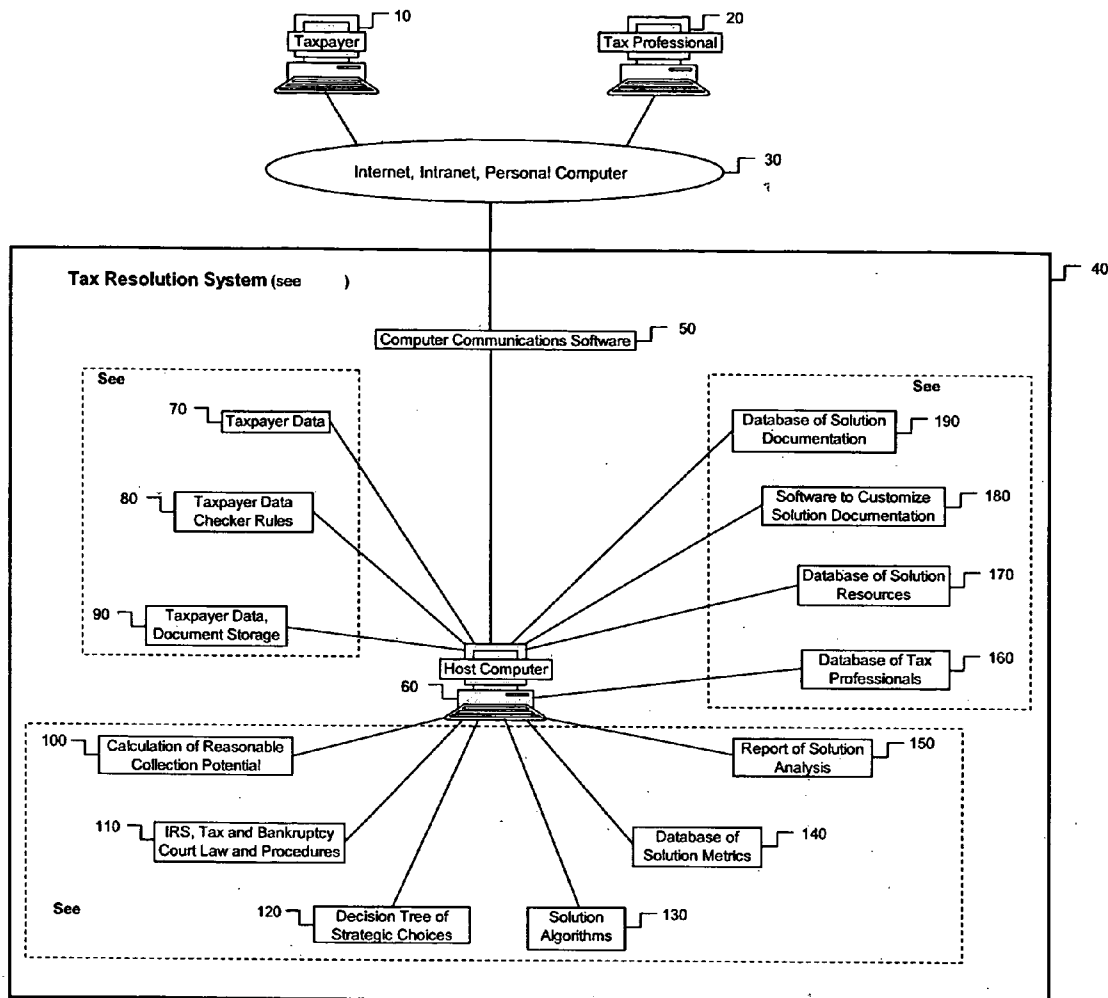 10
20
Taxpayer
Tax Professional
Internet, Intranet, Personal Computer
30
Tax Resolution System (see )
40
Computer Communications Software
50
See
70
Taxpayer Data
80
Taxpayer Data
Checker Rules
90
Taxpayer Data,
Document Storage
See
Database of Solution
Documentation
190
Software to Customize
Solution Documentation
180
Database of Solution
Resources
170
Database of Tax
Professionals
160
Host Computer
60
100
Calculation of Reasonable
Collection Potential
Report of Solution
Analysis
150
110
IRS, Tax and Bankruptcy
Court Law and Procedures
Database of
Solution Metrics
140
See
120
Decision Tree of
Strategic Choices
Solution
Algorithms
130